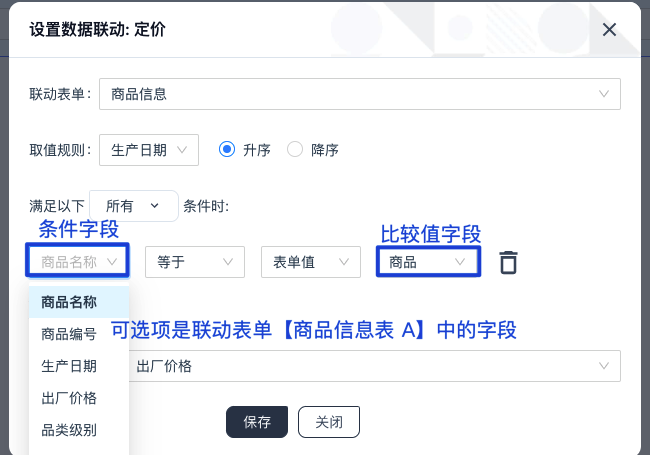 设置数据联动: 定价
联动表单:
商品信息
取值规则:
生产日期
升序
降序
满足以下
所有
条件时:
条件字段
比较值字段
商品名称
等于
表单值
商品
商品名称
商品编号
可选项是联动表单【商品信息表 A】中的字段
生产日期
出厂价格
出厂价格
品类级别
保存
关闭